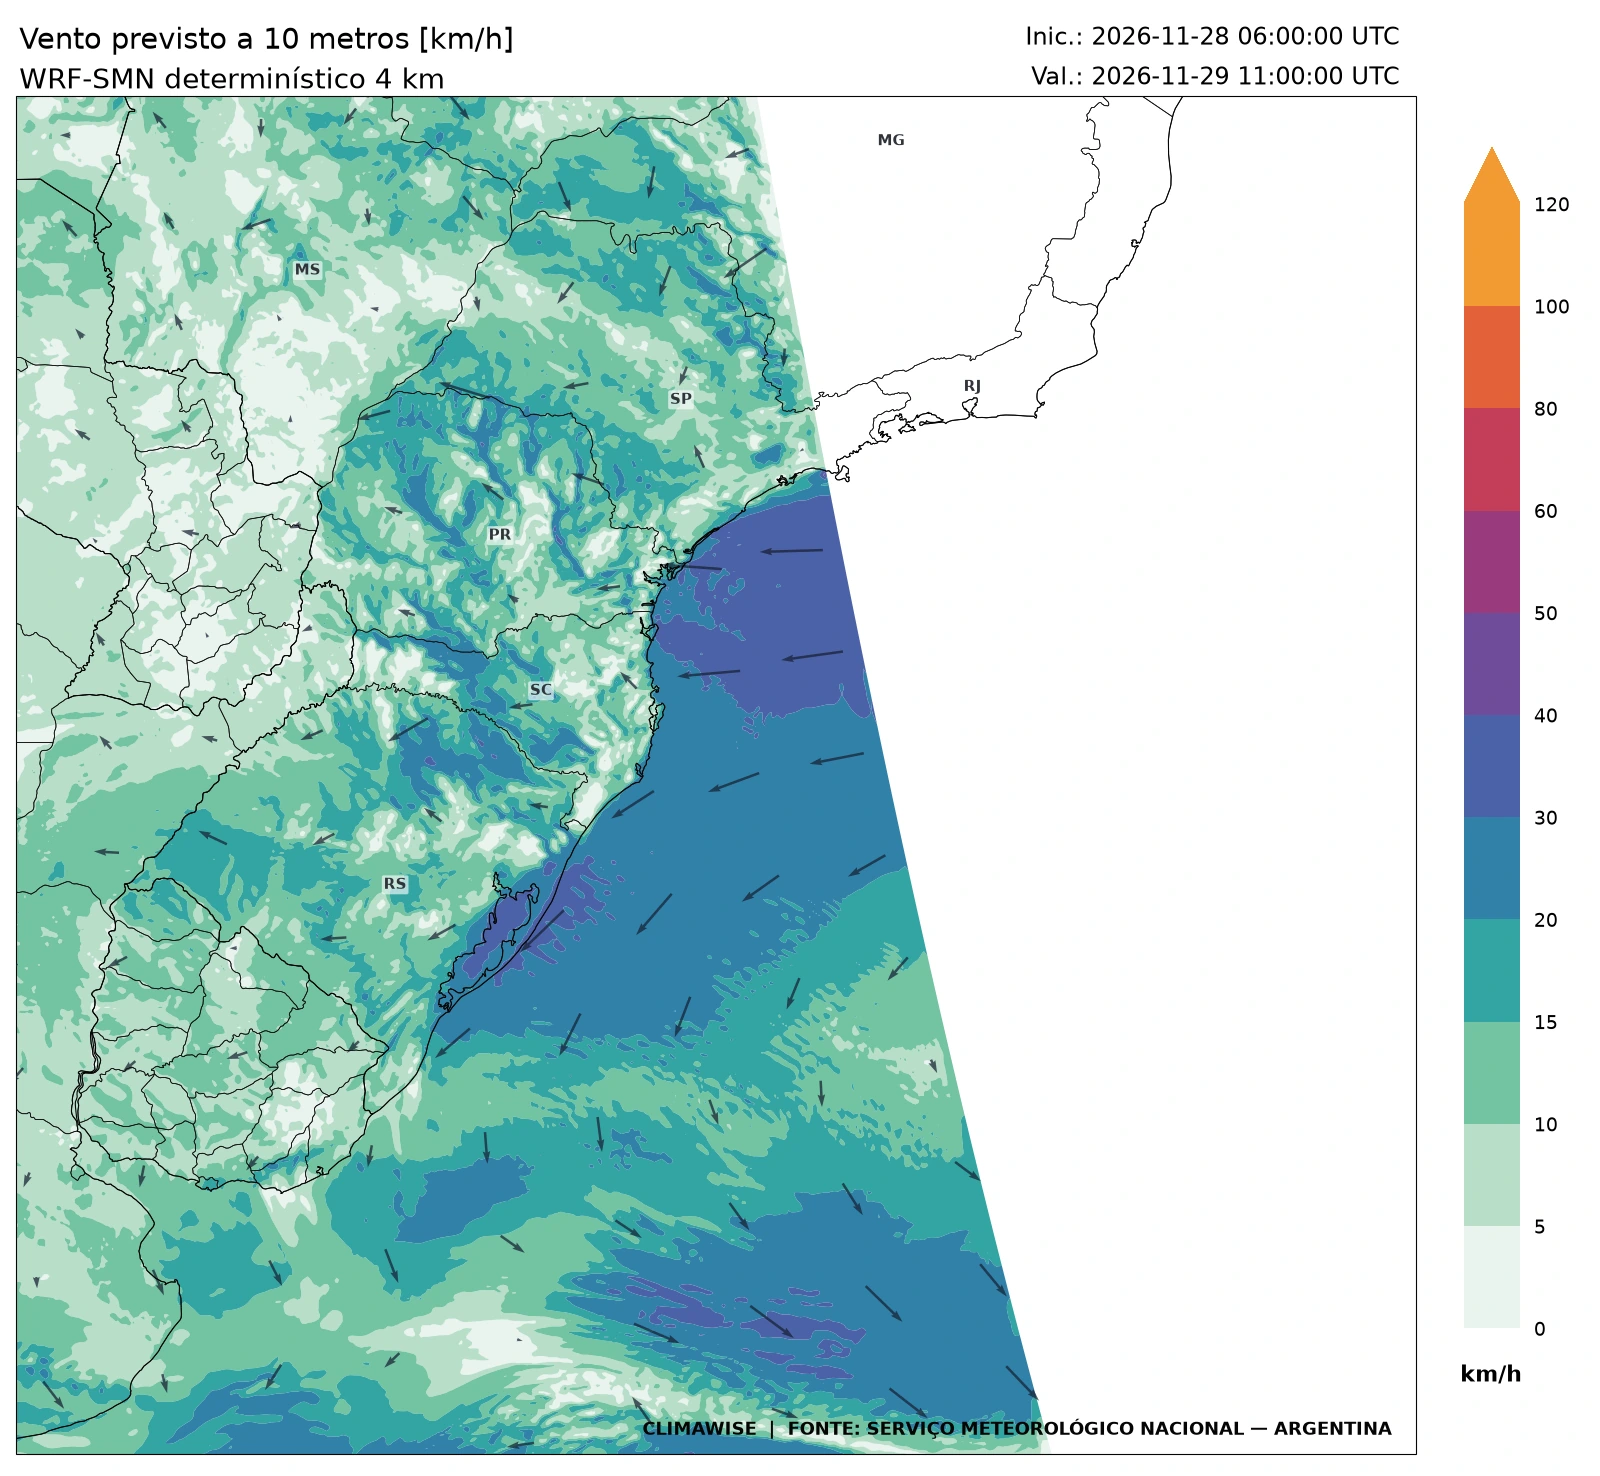 Vento previsto a 10 metros [km/h]
WRF-SMN determinístico 4 km
Inic.: 2026-11-28 06:00:00 UTC
Val.: 2026-11-29 11:00:00 UTC
MG
MS
RJ
SP
PR
SC
RS
120
100
80
60
50
40
30
20
15
10
5
0
km/h
CLIMAWISE | FONTE: SERVIÇO METEOROLÓGICO NACIONAL — ARGENTINA